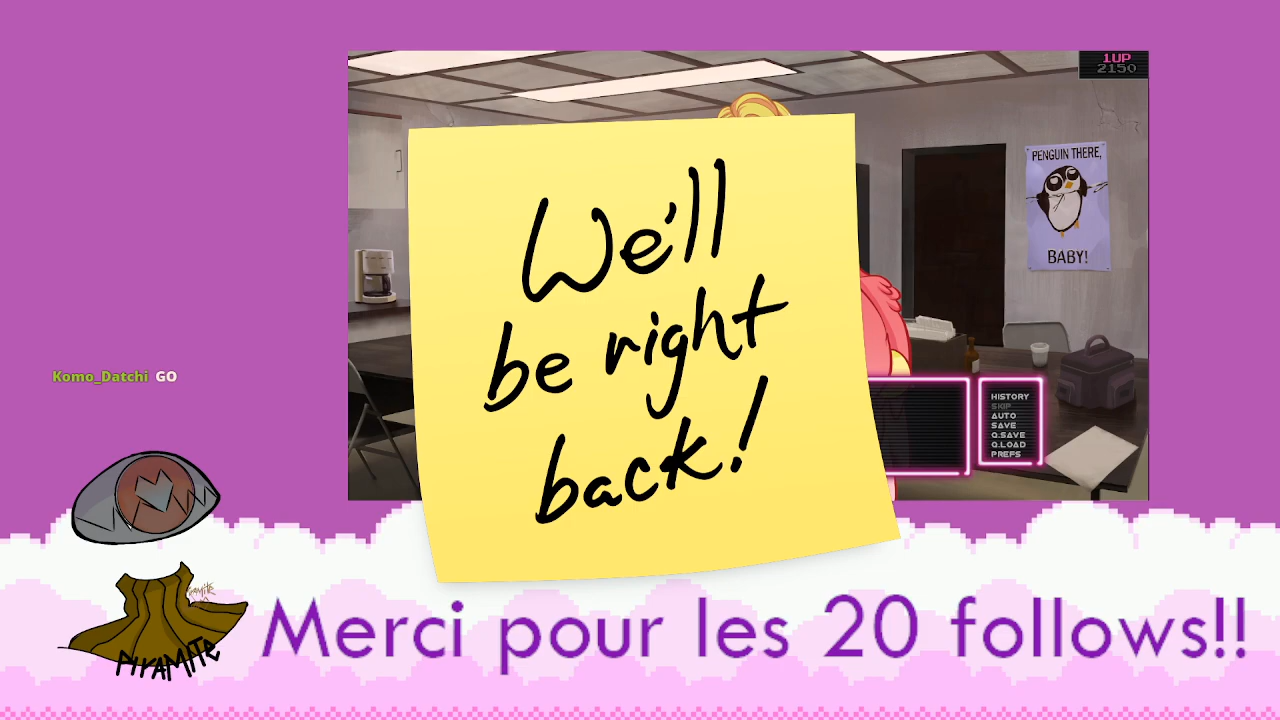 1UP
2150
PENGUIN THERE,
BABY!
We'll
be right
back!
HISTORY
SKIP
AUTO
SAVE
Q.SAVE
Q.LOAD
PREFS
Komo_Datchi GO
PYRAMITE
Merci pour les 20 follows!!